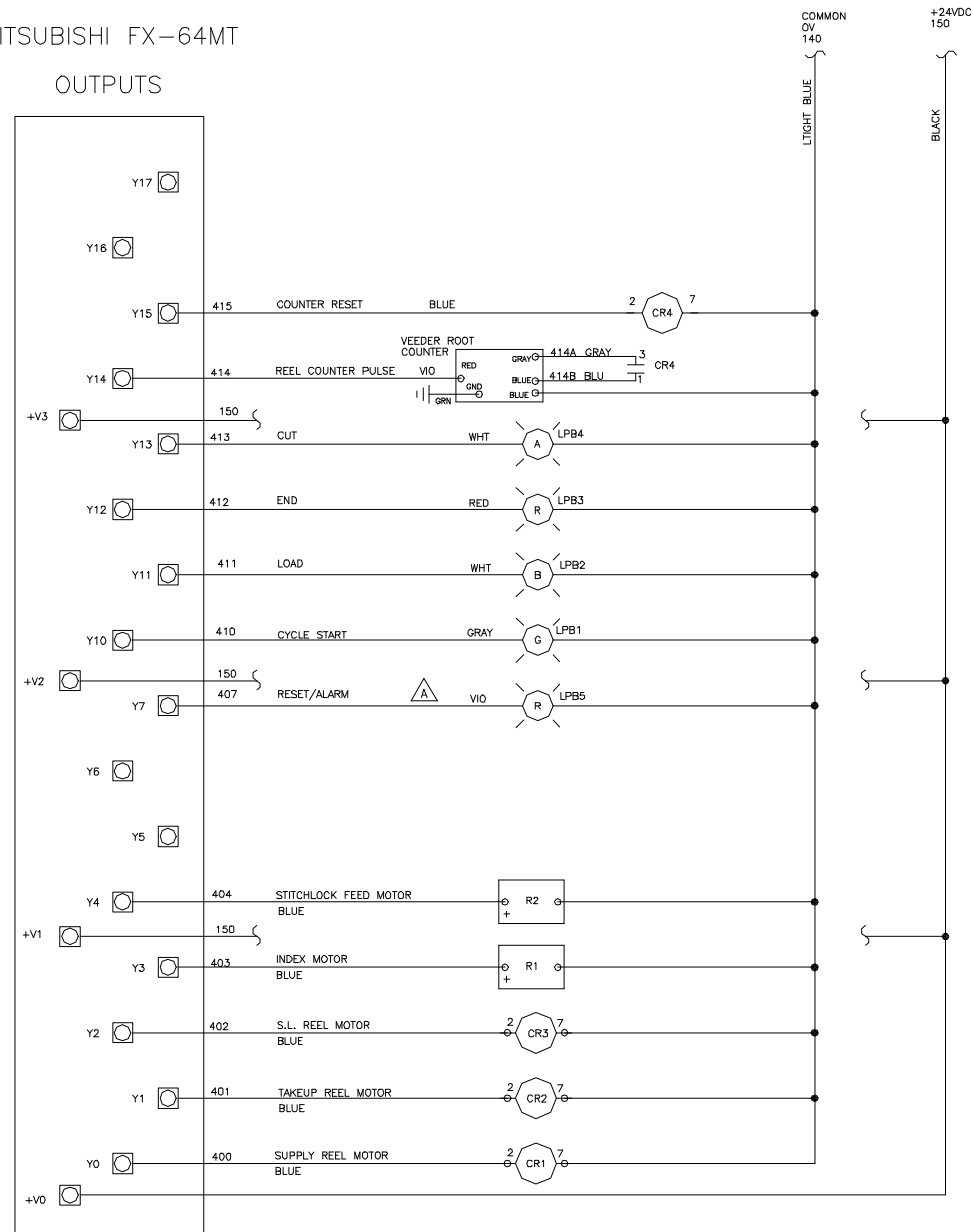 ITSUBISHI FX-64MT
OUTPUTS
COMMON
OV
140
+24VDC
150
LTIGHT BLUE
BLACK
Y17
Y16
Y15 415 COUNTER RESET BLUE 2 CR4 7
VEEDER ROOT
COUNTER
Y14 414 REEL COUNTER PULSE VIO RED GND GRN GRAY 414A GRAY 3 CR4
BLUE 414B BLU 1
BLUE
+V3 150
Y13 413 CUT WHT A LPB4
Y12 412 END RED R LPB3
Y11 411 LOAD WHT B LPB2
Y10 410 CYCLE START GRAY G LPB1
+V2 150
Y7 407 RESET/ALARM A VIO R LPB5
Y6
Y5
Y4 404 STITCHLOCK FEED MOTOR R2
BLUE +
+V1 150
Y3 403 INDEX MOTOR R1
BLUE +
Y2 402 S.L. REEL MOTOR 2 CR3 7
BLUE
Y1 401 TAKEUP REEL MOTOR 2 CR2 7
BLUE
Y0 400 SUPPLY REEL MOTOR 2 CR1 7
BLUE
+V0